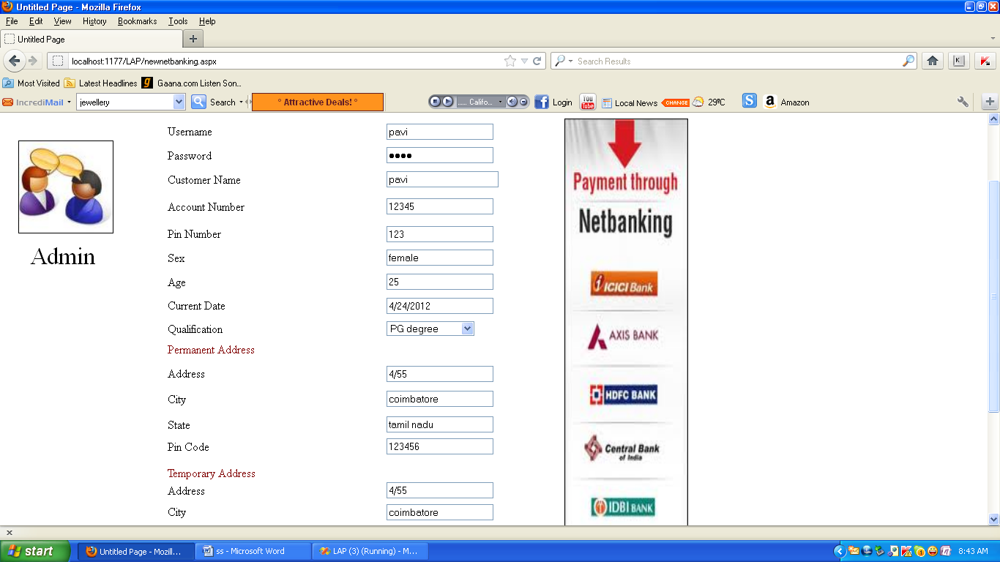 Untitled Page - Mozilla Firefox
File Edit View History Bookmarks Tools Help
Untitled Page
localhost:1177/LAP/newnetbanking.aspx
Search Results
K
Most Visited Latest Headlines g Gaana.com Listen Son...
IncrediMail jewellery Search ° Attractive Deals! ° ...... Califo... f Login You Tube Local News CHANGE 29ºC S a Amazon
Username pavi
Password ●●●●
Customer Name pavi
Account Number 12345
Pin Number 123
Sex female
Age 25
Current Date 4/24/2012
Qualification PG degree
Permanent Address
Address 4/55
City coimbatore
State tamil nadu
Pin Code 123456
Temporary Address
Address 4/55
City coimbatore
Admin
Payment through
Netbanking
ICICI Bank
AXIS BANK
HDFC BANK
Central Bank
of India
IDBI BANK
start Untitled Page - Mozill... ss - Microsoft Word LAP (3) (Running) - M... 8:43 AM